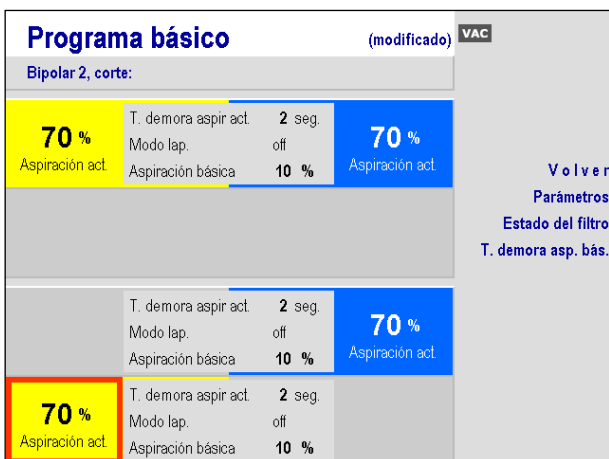 Programa básico (modificado) VAC
Bipolar 2, corte:
T. demora aspir act. 2 seg.
70 % Modo lap. off 70 %
Aspiración act. Aspiración básica 10 % Aspiración act.
Volver
Parámetros
Estado del filtro
T. demora asp. bás.
T. demora aspir act. 2 seg.
Modo lap. off 70 %
Aspiración básica 10 % Aspiración act.
T. demora aspir act. 2 seg.
70 % Modo lap. off
Aspiración act. Aspiración básica 10 %